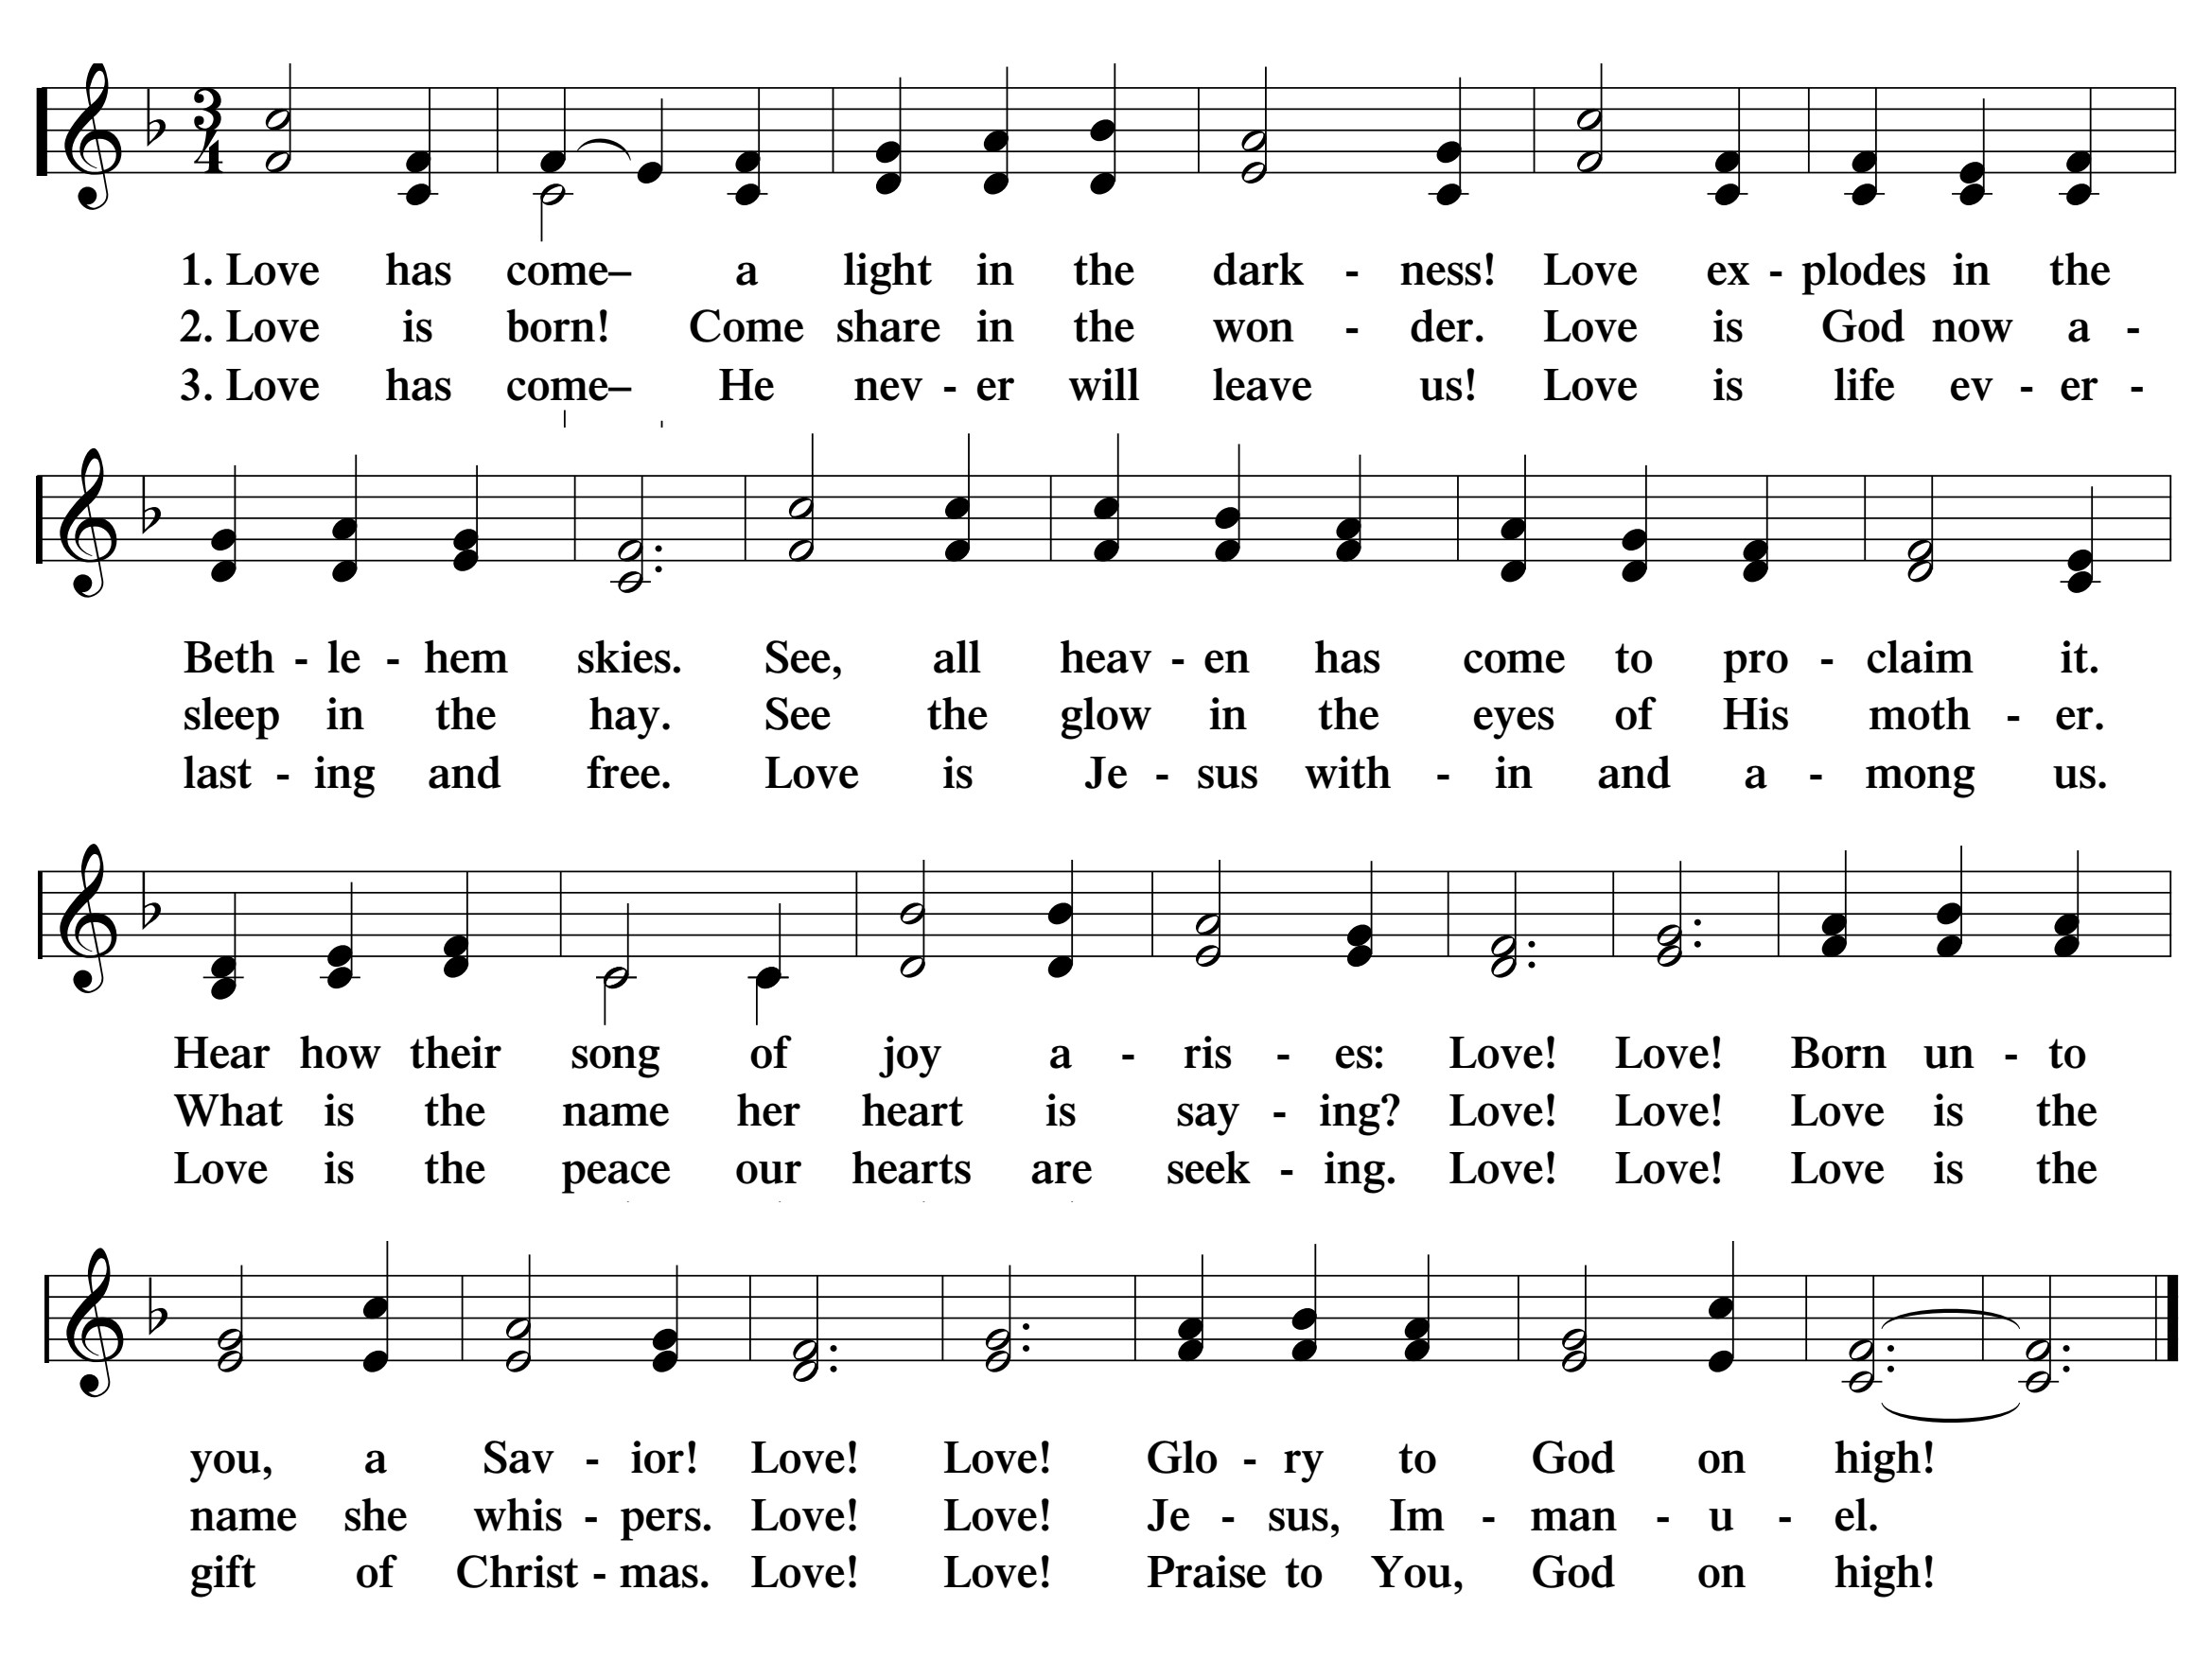 3
4
1. Love has come– a light in the dark - ness! Love ex - plodes in the
2. Love is born! Come share in the won - der. Love is God now a -
3. Love has come– He nev - er will leave us! Love is life ev - er -
Beth - le - hem skies. See, all heav - en has come to pro - claim it.
sleep in the hay. See the glow in the eyes of His moth - er.
last - ing and free. Love is Je - sus with - in and a - mong us.
Hear how their song of joy a - ris - es: Love! Love! Born un - to
What is the name her heart is say - ing? Love! Love! Love is the
Love is the peace our hearts are seek - ing. Love! Love! Love is the
you, a Sav - ior! Love! Love! Glo - ry to God on high!
name she whis - pers. Love! Love! Je - sus, Im - man - u - el.
gift of Christ - mas. Love! Love! Praise to You, God on high!